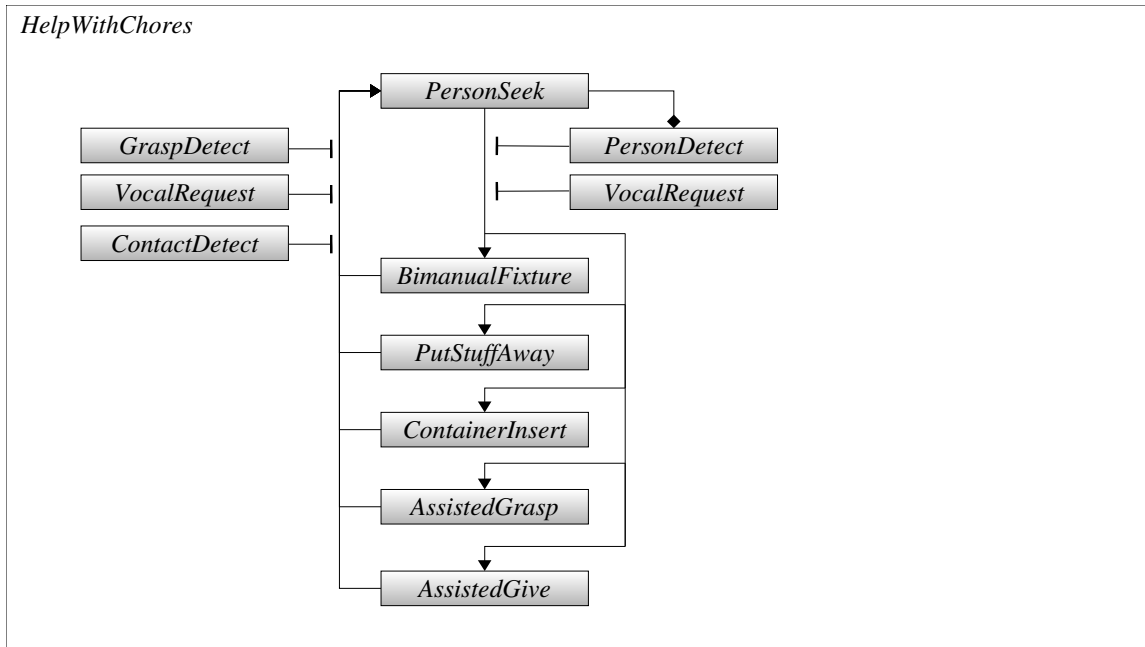 HelpWithChores
PersonSeek
GraspDetect
PersonDetect
VocalRequest
VocalRequest
ContactDetect
BimanualFixture
PutStuffAway
ContainerInsert
AssistedGrasp
AssistedGive